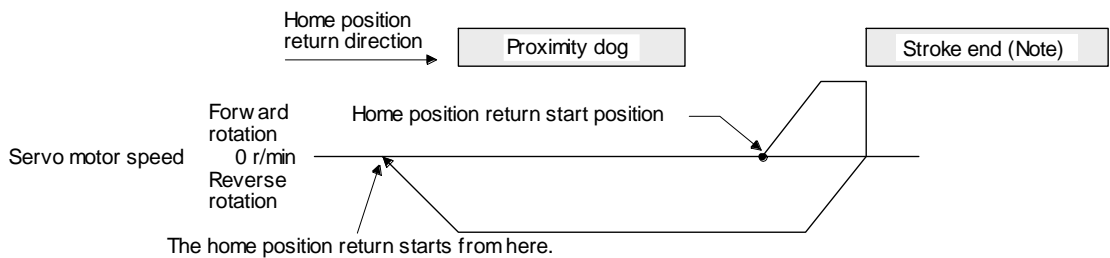 Home position
return direction
Proximity dog
Stroke end (Note)
Forward
rotation
Home position return start position
Servo motor speed
0 r/min
Reverse
rotation
The home position return starts from here.